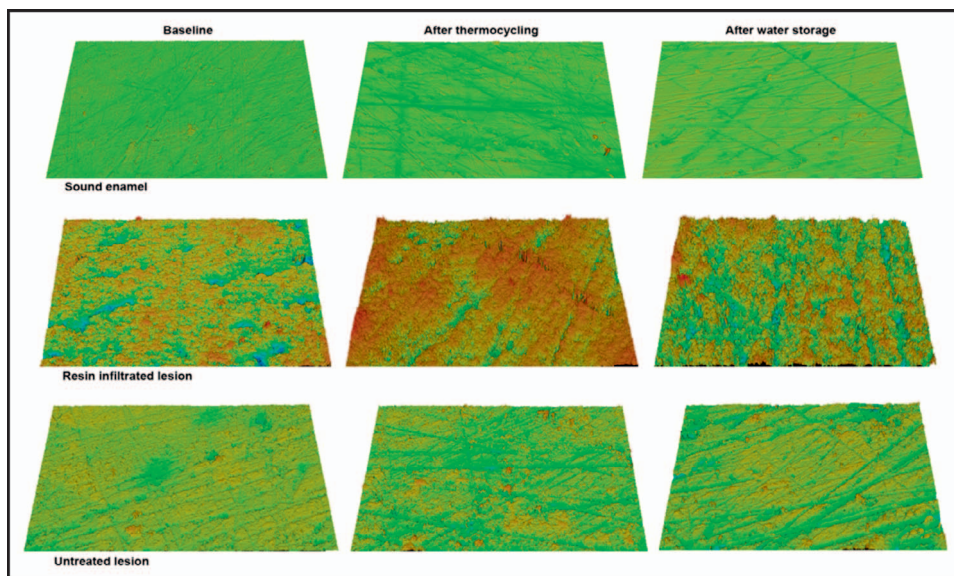 Baseline
After thermocycling
After water storage
Sound enamel
Resin infiltrated lesion
Untreated lesion